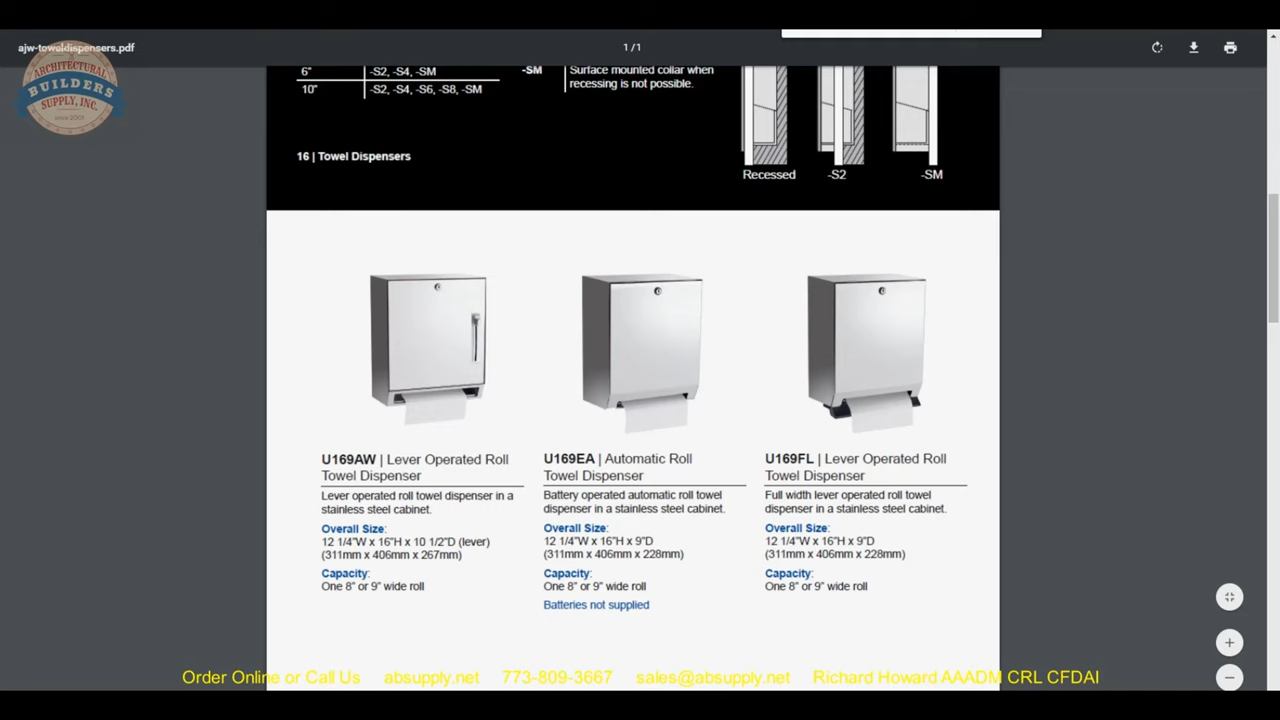 ajw-toweldispensers.pdf
1 / 1
ARCHITECTURAL
BUILDERS
SUPPLY, INC.
since 2001
6" -S2, -S4, -SM
10" -S2, -S4, -S6, -S8, -SM
-SM Surface mounted collar when
recessing is not possible.
16 | Towel Dispensers
Recessed -S2 -SM
U169AW | Lever Operated Roll
Towel Dispenser
Lever operated roll towel dispenser in a
stainless steel cabinet.
Overall Size:
12 1/4"W x 16"H x 10 1/2"D (lever)
(311mm x 406mm x 267mm)
Capacity:
One 8" or 9" wide roll
U169EA | Automatic Roll
Towel Dispenser
Battery operated automatic roll towel
dispenser in a stainless steel cabinet.
Overall Size:
12 1/4"W x 16"H x 9"D
(311mm x 406mm x 228mm)
Capacity:
One 8" or 9" wide roll
Batteries not supplied
U169FL | Lever Operated Roll
Towel Dispenser
Full width lever operated roll towel
dispenser in a stainless steel cabinet.
Overall Size:
12 1/4"W x 16"H x 9"D
(311mm x 406mm x 228mm)
Capacity:
One 8" or 9" wide roll
Order Online or Call Us absupply.net 773-809-3667 sales@absupply.net Richard Howard AAADM CRL CFDAI